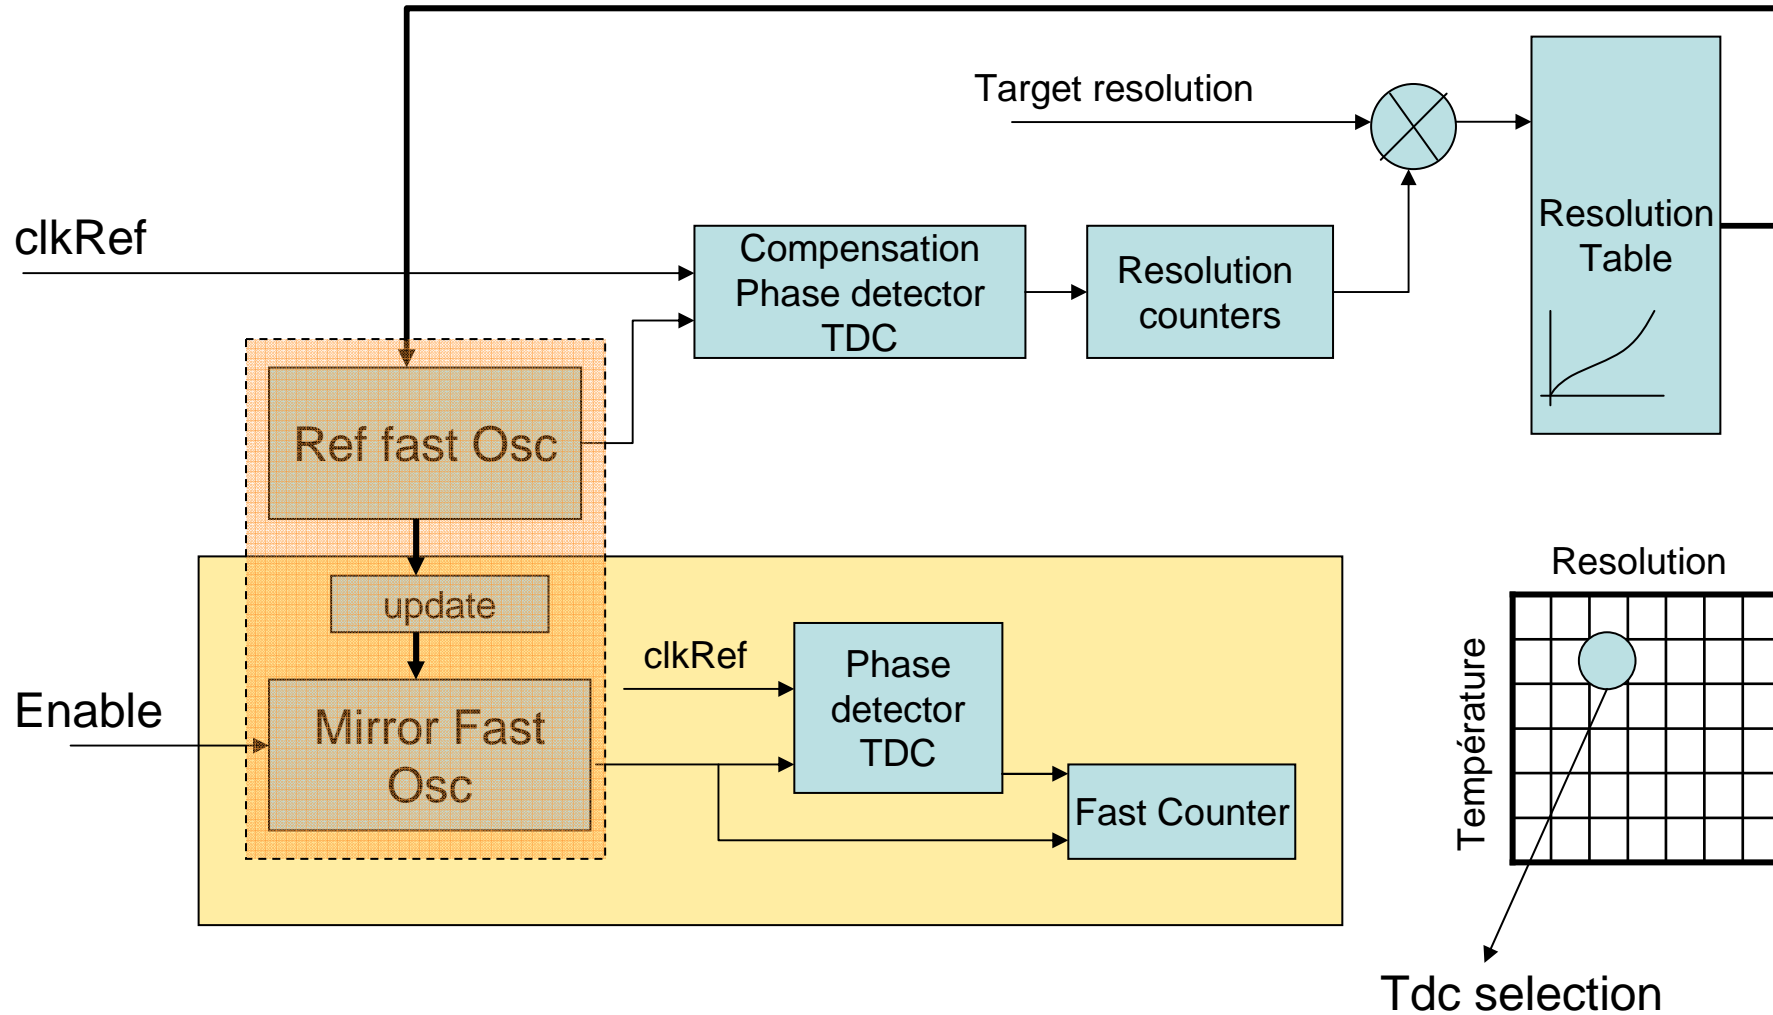 Target resolution
clkRef
Compensation
Phase detector
TDC
Resolution
counters
Resolution
Table
Ref fast Osc
update
Enable
Mirror Fast
Osc
clkRef
Phase
detector
TDC
Fast Counter
Resolution
Température
Tdc selection